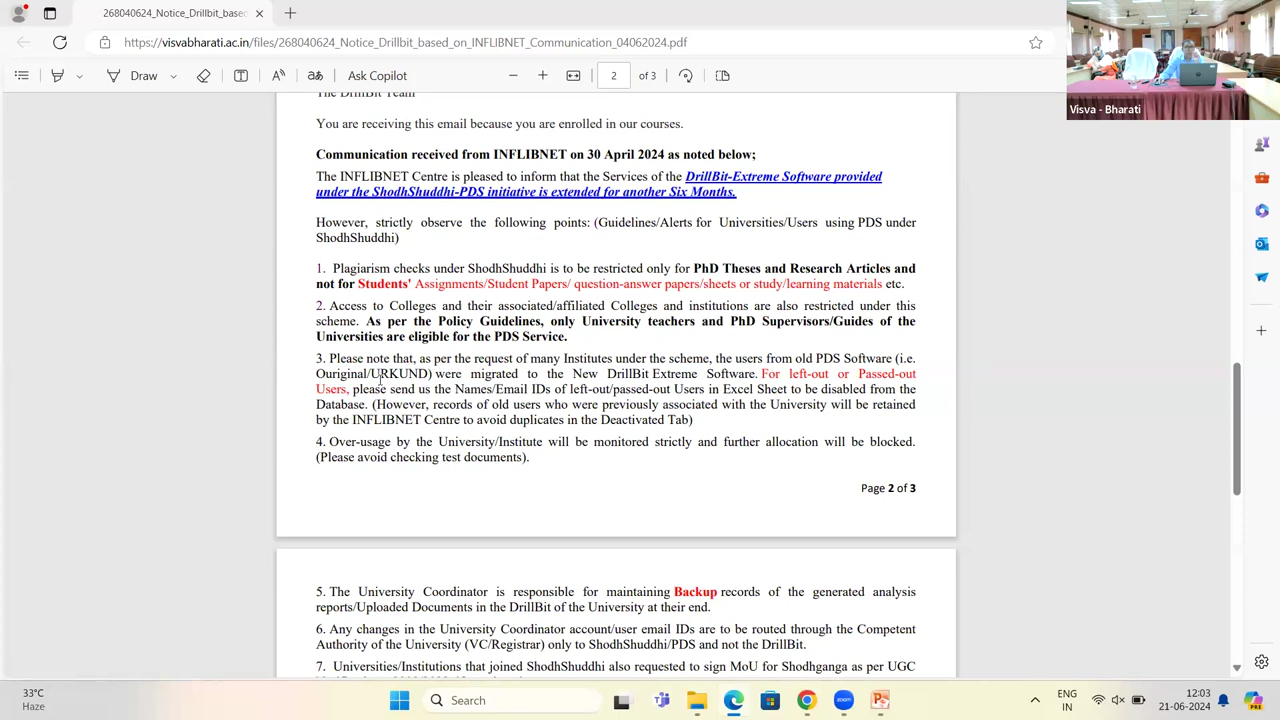 268040624_Notice_Drillbit_based
https://visvabharati.ac.in/files/268040624_Notice_Drillbit_based_on_INFLIBNET_Communication_04062024.pdf
Draw
Ask Copilot
2 of 3
Visva - Bharati
The DrillBit Team
You are receiving this email because you are enrolled in our courses.
Communication received from INFLIBNET on 30 April 2024 as noted below;
The INFLIBNET Centre is pleased to inform that the Services of the DrillBit-Extreme Software provided
under the ShodhShuddhi-PDS initiative is extended for another Six Months.
However, strictly observe the following points: (Guidelines/Alerts for Universities/Users using PDS under
ShodhShuddhi)
1. Plagiarism checks under ShodhShuddhi is to be restricted only for PhD Theses and Research Articles and
not for Students' Assignments/Student Papers/ question-answer papers/sheets or study/learning materials etc.
2. Access to Colleges and their associated/affiliated Colleges and institutions are also restricted under this
scheme. As per the Policy Guidelines, only University teachers and PhD Supervisors/Guides of the
Universities are eligible for the PDS Service.
3. Please note that, as per the request of many Institutes under the scheme, the users from old PDS Software (i.e.
Ouriginal/URKUND) were migrated to the New DrillBit Extreme Software. For left-out or Passed-out
Users, please send us the Names/Email IDs of left-out/passed-out Users in Excel Sheet to be disabled from the
Database. (However, records of old users who were previously associated with the University will be retained
by the INFLIBNET Centre to avoid duplicates in the Deactivated Tab)
4. Over-usage by the University/Institute will be monitored strictly and further allocation will be blocked.
(Please avoid checking test documents).
Page 2 of 3
5. The University Coordinator is responsible for maintaining Backup records of the generated analysis
reports/Uploaded Documents in the DrillBit of the University at their end.
6. Any changes in the University Coordinator account/user email IDs are to be routed through the Competent
Authority of the University (VC/Registrar) only to ShodhShuddhi/PDS and not the DrillBit.
7. Universities/Institutions that joined ShodhShuddhi also requested to sign MoU for Shodhganga as per UGC
33°C
Haze
Search
ENG
IN
12:03
21-06-2024